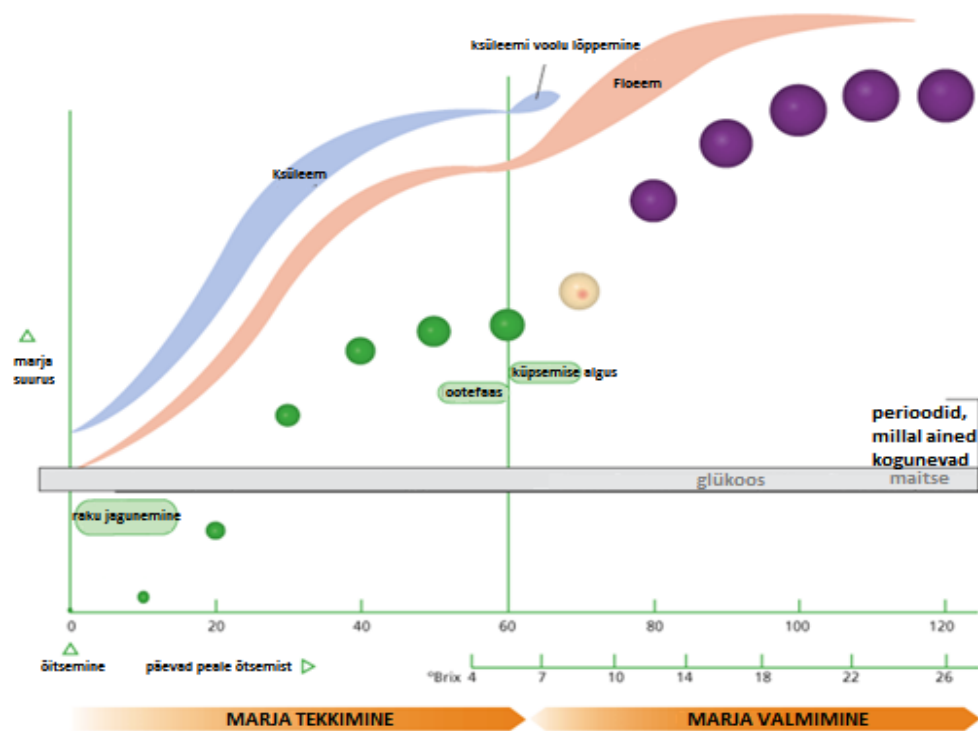 ksüleemi voolu lõppemine
Floeem
Ksüleem
marja
suurus
küpsemise algus
ootefaas
perioodid,
millal ained
kogunevad
glükoos
maitse
raku jagunemine
0 20 40 60 80 100 120
õitsemine
päevad peale õtsemist
°Brix 4 7 10 14 18 22 26
MARJA TEKKIMINE
MARJA VALMIMINE